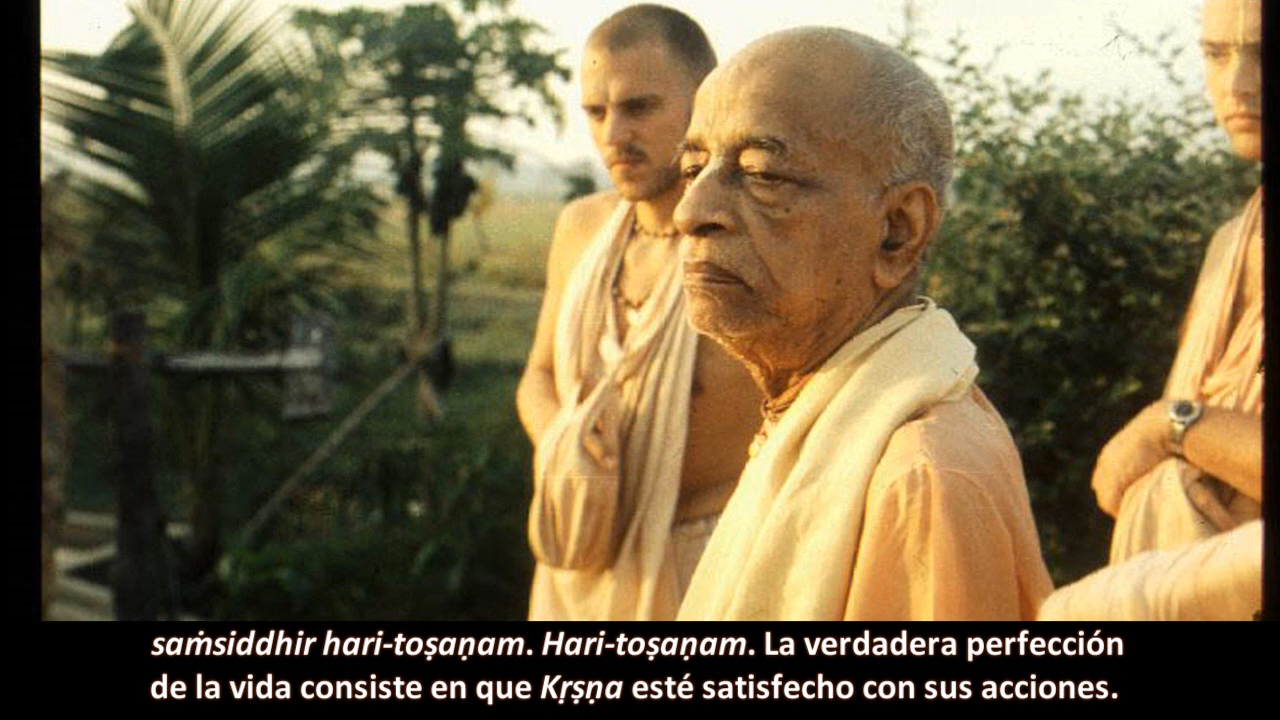 saṁsiddhir hari-toṣaṇam. Hari-toṣaṇam. La verdadera perfección
de la vida consiste en que Kṛṣṇa esté satisfecho con sus acciones.